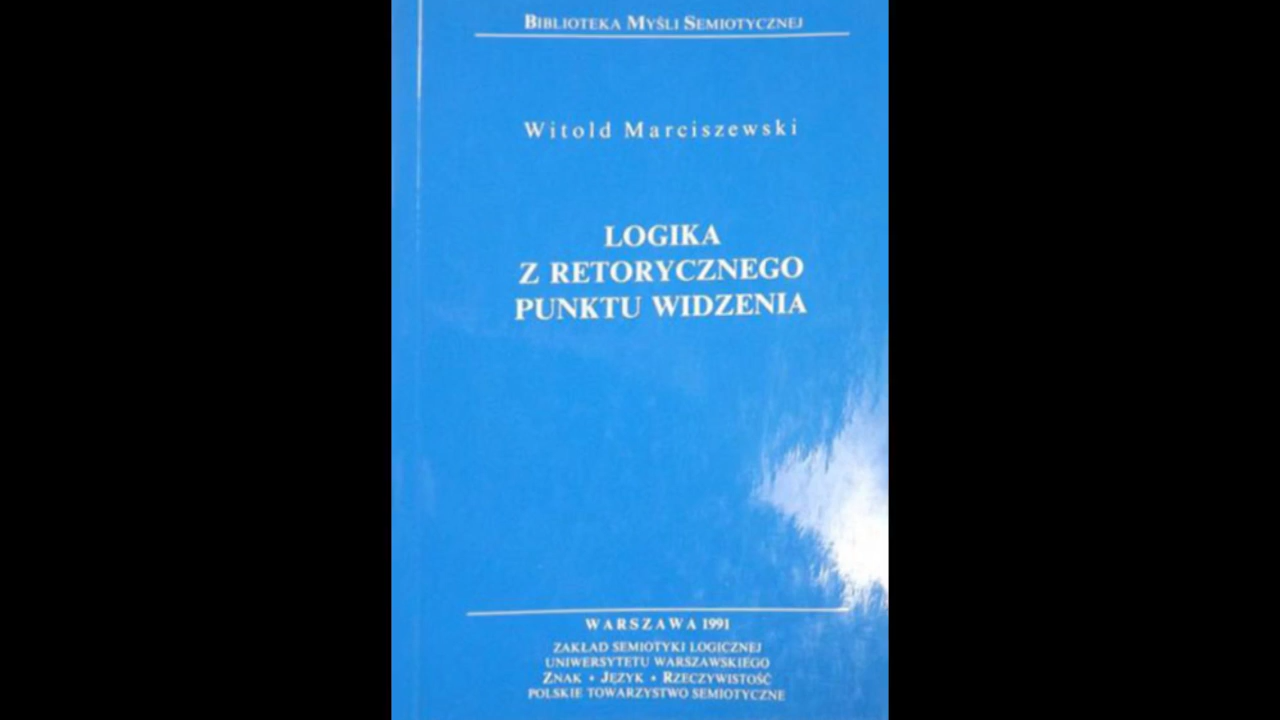 BIBLIOTEKA MYŚLI SEMIOTYCZNEJ
Witold Marciszewski
LOGIKA
Z RETORYCZNEGO
PUNKTU WIDZENIA
WARSZAWA 1991
ZAKŁAD SEMIOTYKI LOGICZNEJ
UNIWERSYTETU WARSZAWSKIEGO
ZNAK • JĘZYK • RZECZYWISTOŚĆ
POLSKIE TOWARZYSTWO SEMIOTYCZNE